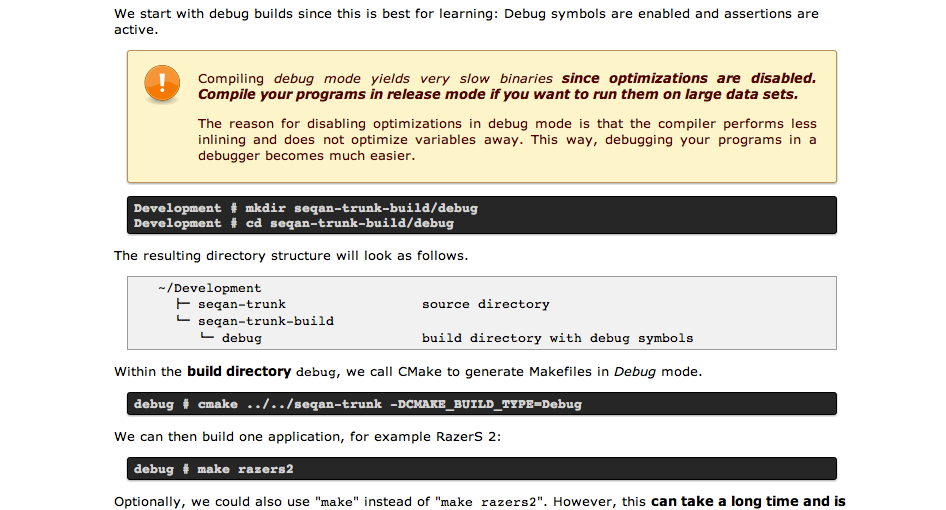 We start with debug builds since this is best for learning: Debug symbols are enabled and assertions are
active.
Compiling debug mode yields very slow binaries since optimizations are disabled.
Compile your programs in release mode if you want to run them on large data sets.
The reason for disabling optimizations in debug mode is that the compiler performs less
inlining and does not optimize variables away. This way, debugging your programs in a
debugger becomes much easier.
Development # mkdir seqan-trunk-build/debug
Development # cd seqan-trunk-build/debug
The resulting directory structure will look as follows.
~/Development
├─ seqan-trunk source directory
└─ seqan-trunk-build
└─ debug build directory with debug symbols
Within the build directory debug, we call CMake to generate Makefiles in Debug mode.
debug # cmake ../../seqan-trunk -DCMAKE_BUILD_TYPE=Debug
We can then build one application, for example RazerS 2:
debug # make razers2
Optionally, we could also use "make" instead of "make razers2". However, this can take a long time and is